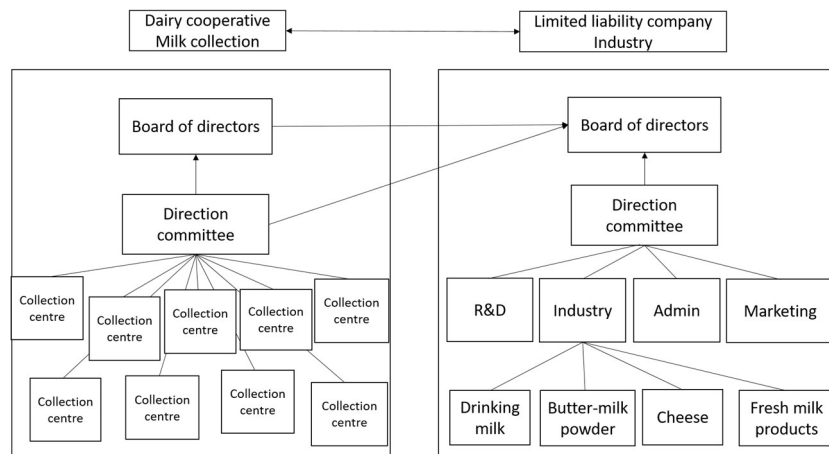 Dairy cooperative
Milk collection
Limited liability company
Industry
Board of directors
Board of directors
Direction
committee
Direction
committee
Collection
centre
Collection
centre
Collection
centre
Collection
centre
Collection
centre
R&D
Industry
Admin
Marketing
Collection
centre
Collection
centre
Collection
centre
Collection
centre
Drinking
milk
Butter-milk
powder
Cheese
Fresh milk
products